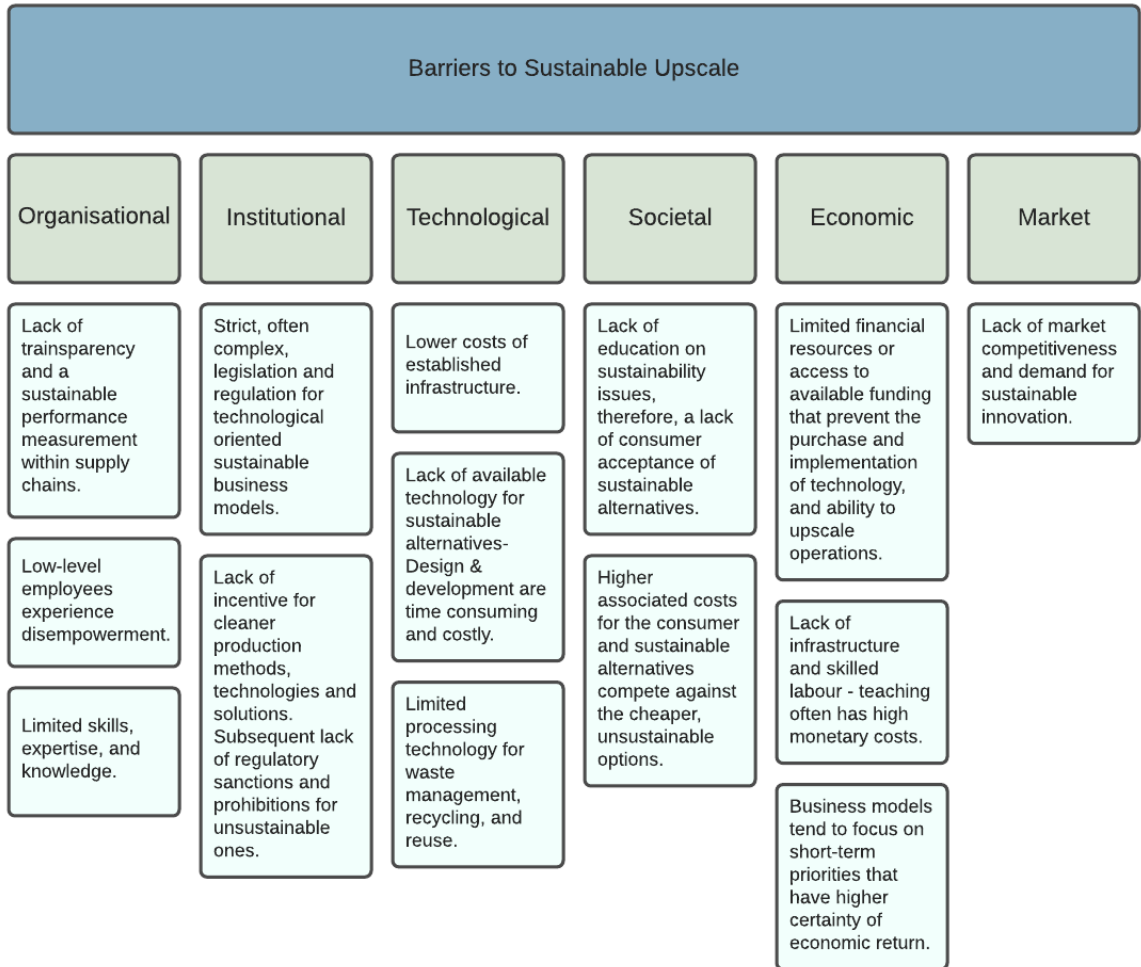 Barriers to Sustainable Upscale
Organisational
Institutional
Technological
Societal
Economic
Market
Lack of
trainsparency
and a
sustainable
performance
measurement
within supply
chains.
Low-level
employees
experience
disempowerment.
Limited skills,
expertise, and
knowledge.
Strict, often
complex,
legislation and
regulation for
technological
oriented
sustainable
business
models.
Lack of
incentive for
cleaner
production
methods,
technologies and
solutions.
Subsequent lack
of regulatory
sanctions and
prohibitions for
unsustainable
ones.
Lower costs of
established
infrastructure.
Lack of available
technology for
sustainable
alternatives-
Design &
development are
time consuming
and costly.
Limited
processing
technology for
waste
management,
recycling, and
reuse.
Lack of
education on
sustainability
issues,
therefore, a lack
of consumer
acceptance of
sustainable
alternatives.
Higher
associated costs
for the consumer
and sustainable
alternatives
compete against
the cheaper,
unsustainable
options.
Limited financial
resources or
access to
available funding
that prevent the
purchase and
implementation
of technology,
and ability to
upscale
operations.
Lack of
infrastructure
and skilled
labour - teaching
often has high
monetary costs.
Business models
tend to focus on
short-term
priorities that
have higher
certainty of
economic return.
Lack of market
competitiveness
and demand for
sustainable
innovation.